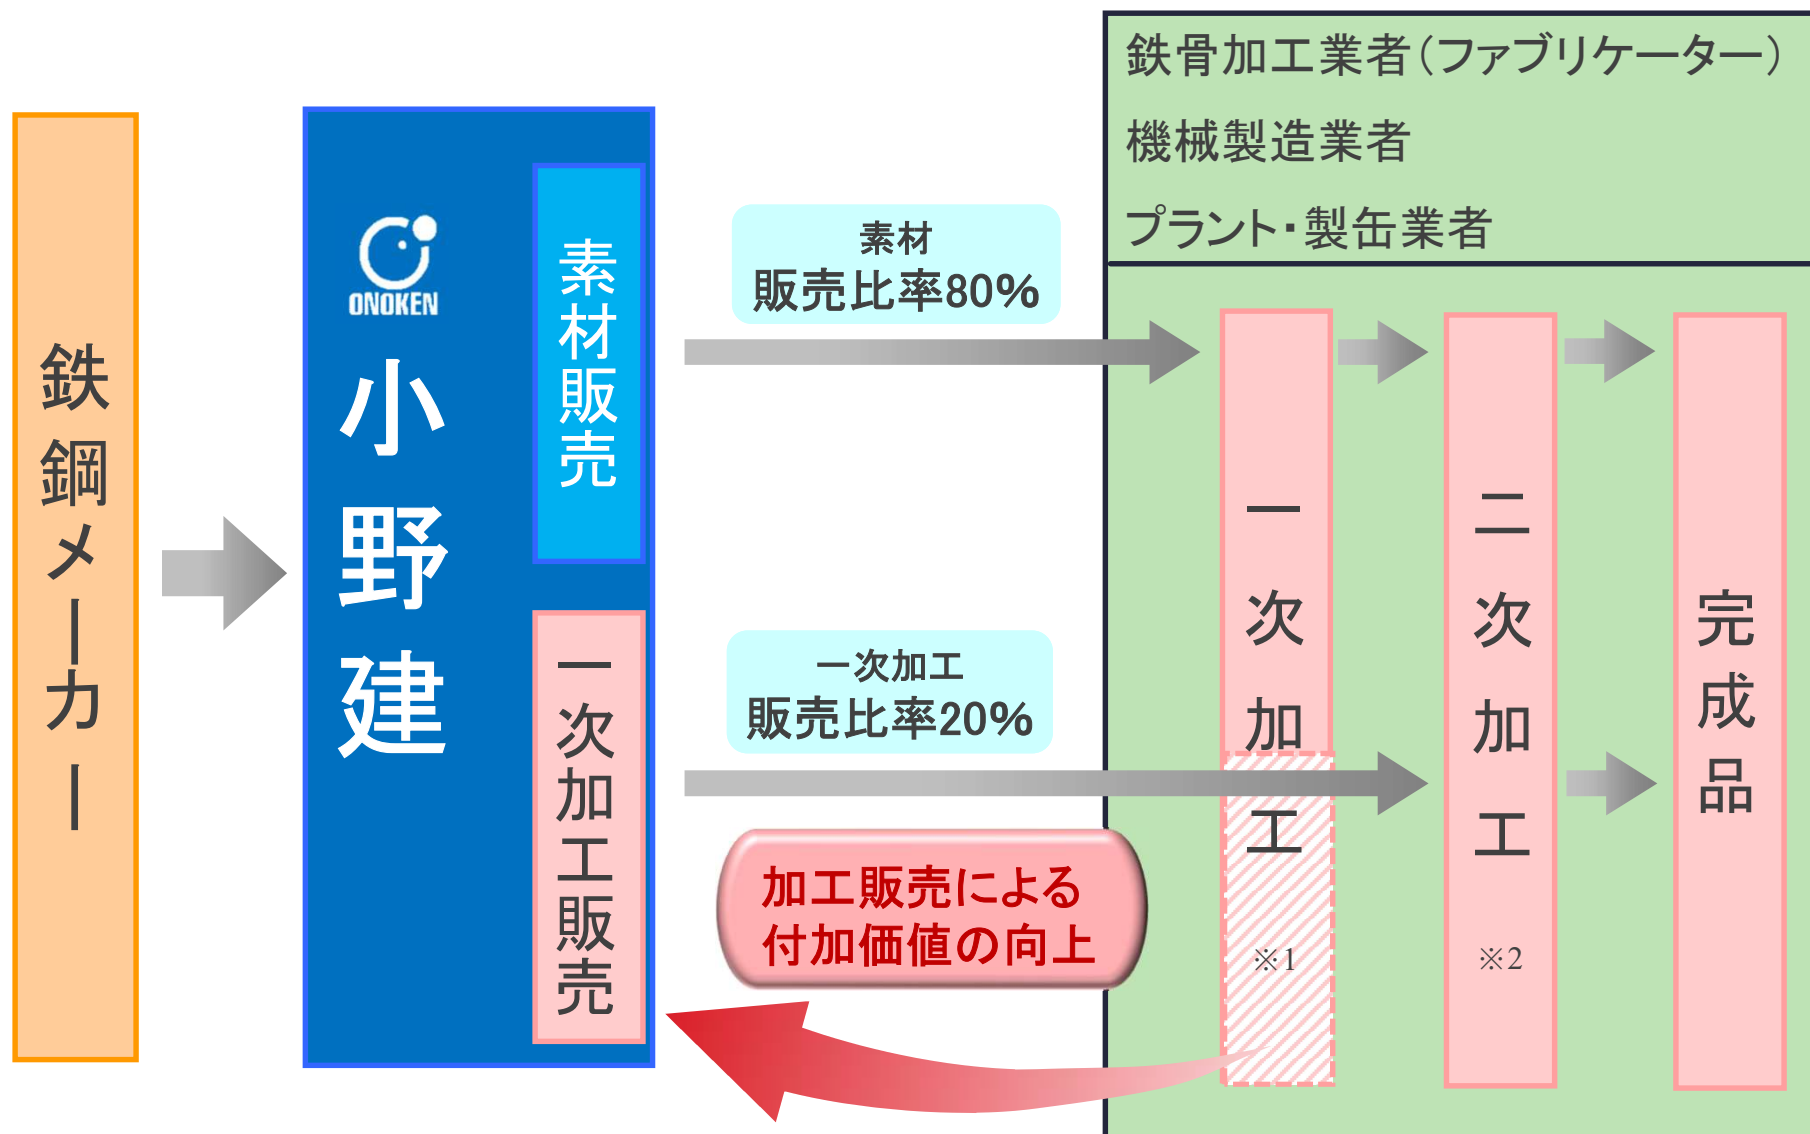 鉄鋼メーカー
ONOKEN
小野建
素材販売
一次加工販売
素材
販売比率80%
一次加工
販売比率20%
加工販売による
付加価値の向上
鉄骨加工業者(ファブリケーター)
機械製造業者
プラント・製缶業者
一次加工
※1
二次加工
※2
完成品